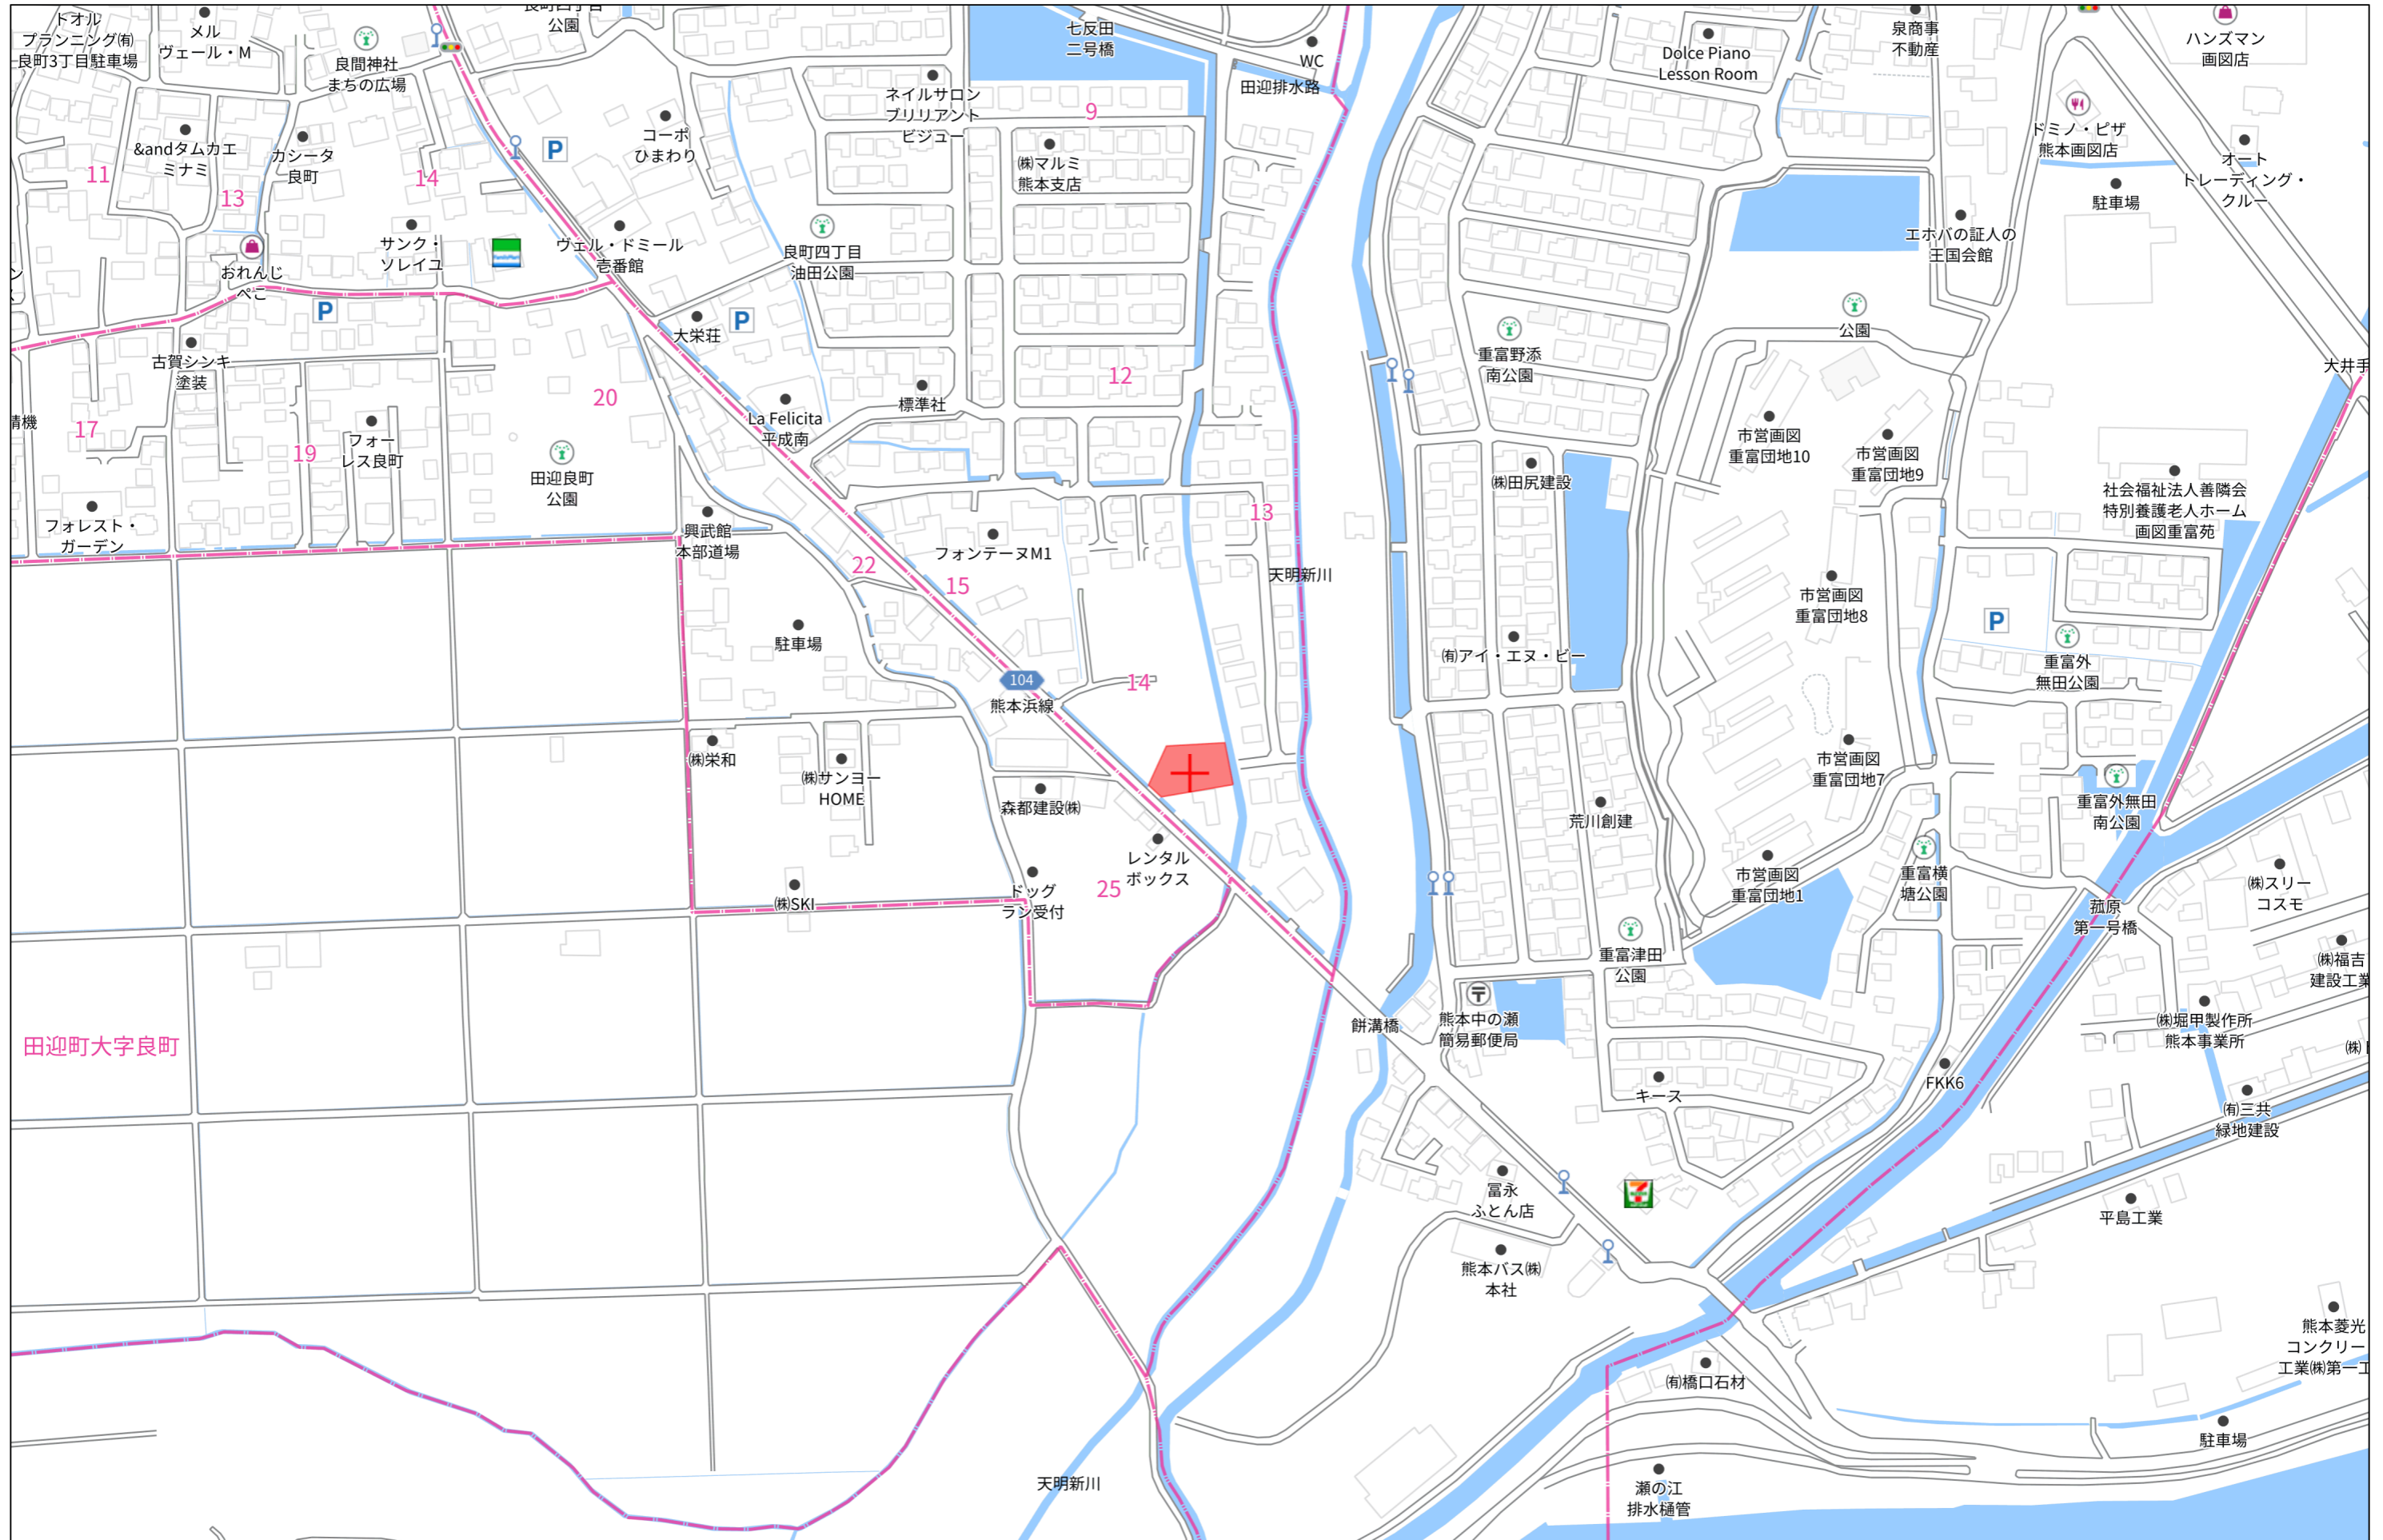 トオル
プランニング㈲
良町3丁目駐車場
メル
ヴェール・M
良間神社
まちの広場
良町四丁目
公園
七反田
二号橋
WC
田迎排水路
Dolce Piano
Lesson Room
泉商事
不動産
ハンズマン
画図店
ネイルサロン
ブリリアント
ビジュー
9
コーポ
ひまわり
&andタムカエ
ミナミ
カシータ
良町
11
13
14
P
㈱マルミ
熊本支店
ドミノ・ピザ
熊本画図店
オート
トレーディング・
クルー
駐車場
エホバの証人の
王国会館
サンク・
ソレイユ
FamilyMart
ヴェル・ドミール
壱番館
良町四丁目
油田公園
おれんじ
ぺこ
P
P
大栄荘
公園
古賀シンキ
塗装
重富野添
南公園
大井手
12
20
標準社
La Felicita
平成南
精機
17
19
フォー
レス良町
田迎良町
公園
市営画図
重富団地10
市営画図
重富団地9
㈱田尻建設
社会福祉法人善隣会
特別養護老人ホーム
画図重富苑
フォレスト・
ガーデン
興武館
本部道場
13
フォンテーヌM1
22
15
天明新川
市営画図
重富団地8
P
駐車場
㈲アイ・エヌ・ビー
重富外
無田公園
104
熊本浜線
14
㈱栄和
㈱サンヨー
HOME
森都建設㈱
市営画図
重富団地7
重富外無田
南公園
荒川創建
レンタル
ボックス
25
ドッグ
ラン受付
㈱SKI
市営画図
重富団地1
重富横
塘公園
㈱スリー
コスモ
菰原
第一号橋
重富津田
公園
㈱福吉
建設工業
田迎町大字良町
餅溝橋
熊本中の瀬
簡易郵便局
㈱堀甲製作所
熊本事業所
㈱
キース
FKK6
㈲三共
緑地建設
冨永
ふとん店
平島工業
熊本バス㈱
本社
熊本菱光
コンクリー
工業㈱第一工
㈲橋口石材
駐車場
天明新川
瀬の江
排水樋管